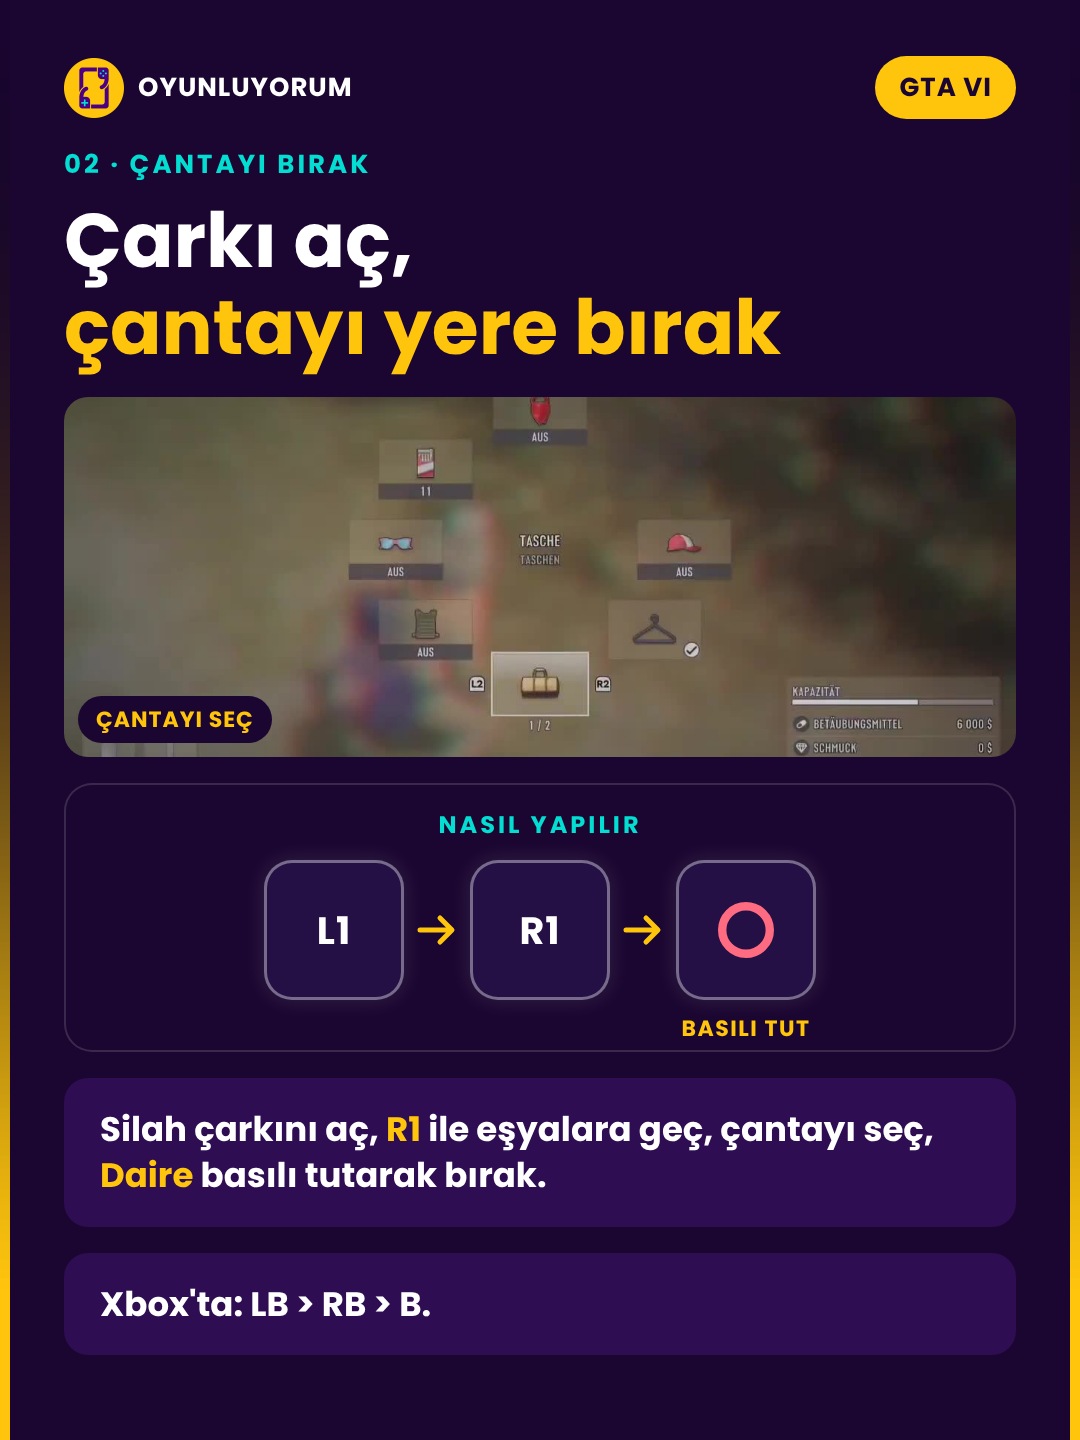 OYUNLUYORUM
GTA VI
02 · ÇANTAYI BIRAK
Çarkı aç,
çantayı yere bırak
AUS
11
AUS
TASCHE
TASCHEN
AUS
AUS
L2
R2
1 / 2
KAPAZITÄT
BETÄUBUNGSMITTEL 6 000 $
SCHMUCK 0 $
ÇANTAYI SEÇ
NASIL YAPILIR
L1 → R1 →
BASILI TUT
Silah çarkını aç, R1 ile eşyalara geç, çantayı seç,
Daire basılı tutarak bırak.
Xbox'ta: LB > RB > B.